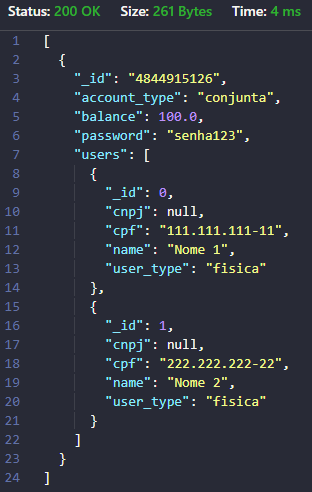 Status: 200 OK Size: 261 Bytes Time: 4 ms
1 [
2 {
3 "_id": "4844915126",
4 "account_type": "conjunta",
5 "balance": 100.0,
6 "password": "senha123",
7 "users": [
8 {
9 "_id": 0,
10 "cnpj": null,
11 "cpf": "111.111.111-11",
12 "name": "Nome 1",
13 "user_type": "fisica"
14 },
15 {
16 "_id": 1,
17 "cnpj": null,
18 "cpf": "222.222.222-22",
19 "name": "Nome 2",
20 "user_type": "fisica"
21 }
22 ]
23 }
24 ]